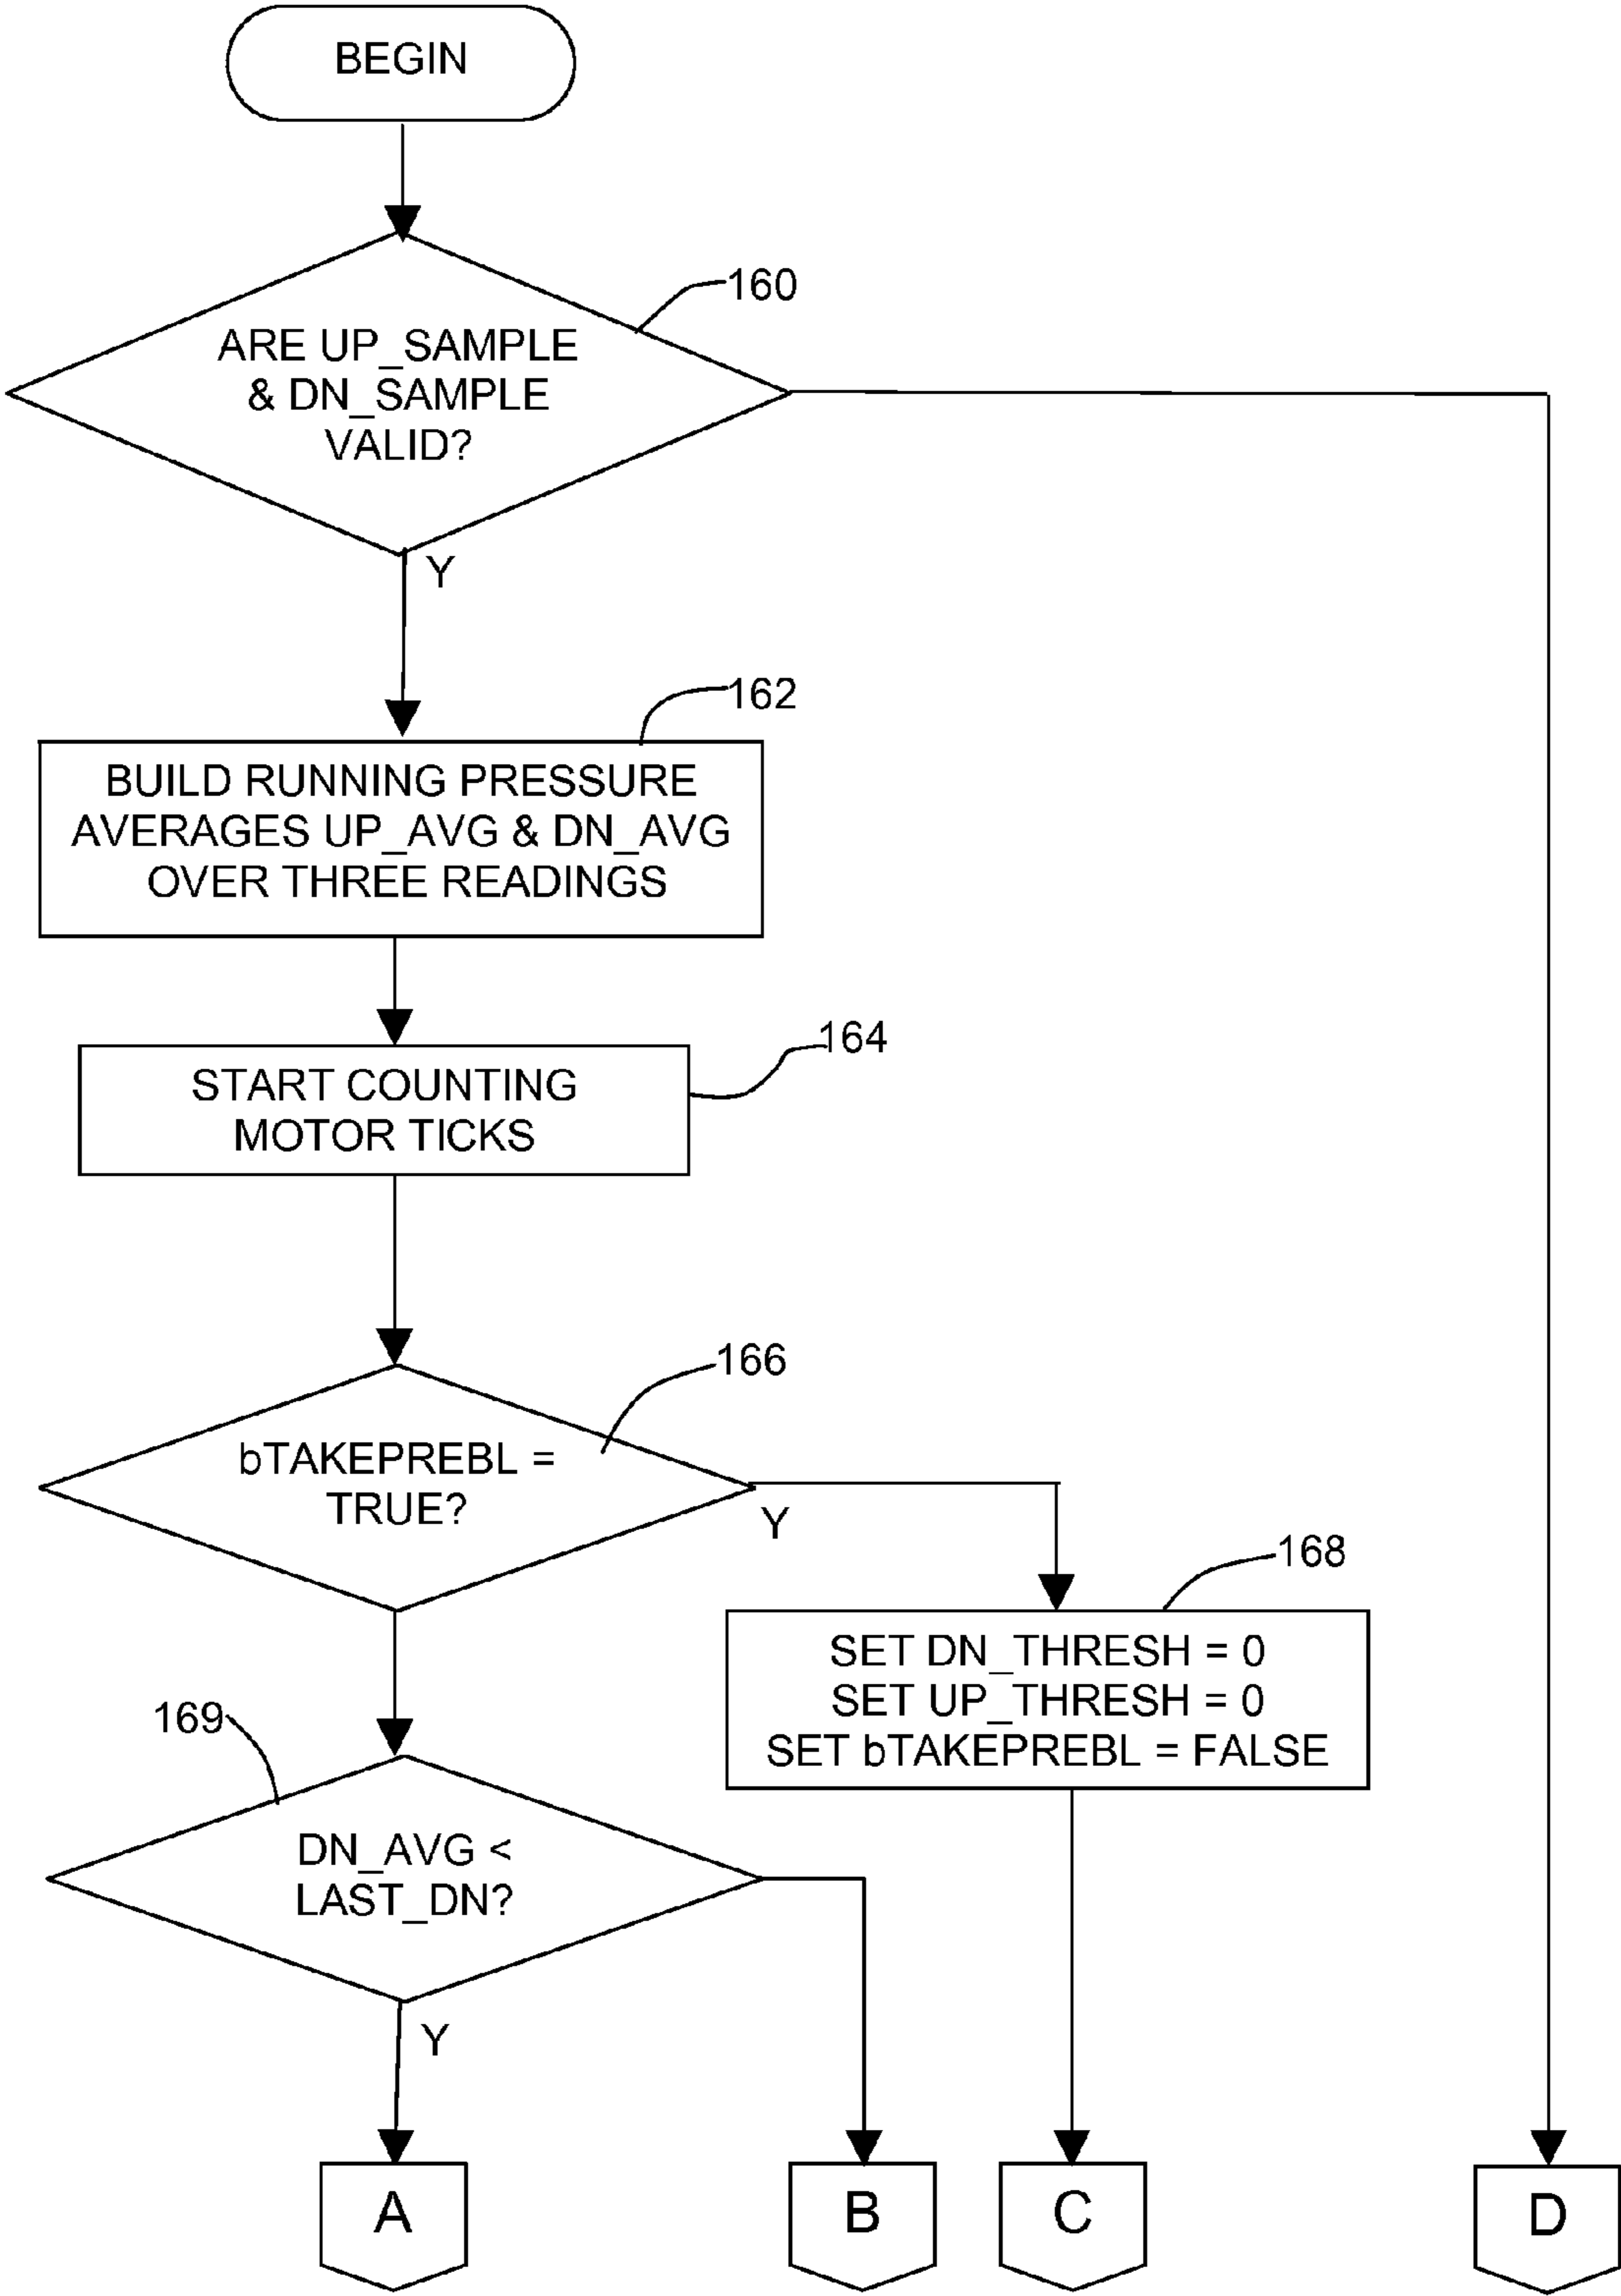 BEGIN
160
ARE UP_SAMPLE
& DN_SAMPLE
VALID?
Y
162
BUILD RUNNING PRESSURE
AVERAGES UP_AVG & DN_AVG
OVER THREE READINGS
164
START COUNTING
MOTOR TICKS
166
bTAKEPREBL =
TRUE?
Y
168
SET DN_THRESH = 0
SET UP_THRESH = 0
SET bTAKEPREBL = FALSE
169
DN_AVG <
LAST_DN?
Y
A
B
C
D